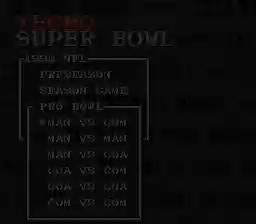 TECMO
SUPER BOWL
1991 NFL
PRESEASON
SEASON GAME
PRO BOWL
MAN VS COM
MAN VS MAN
MAN VS COA
COA VS COM
COA VS COA
COM VS COM